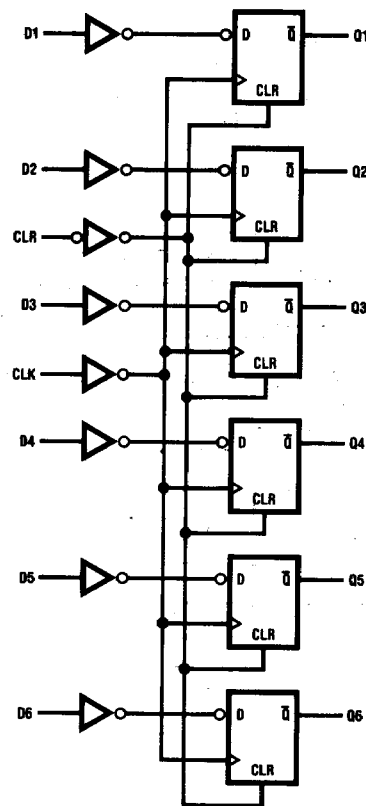 D1 D Q̅ Q1
CLR
D2 D Q̅ Q2
CLR CLR
D3 D Q̅ Q3
CLK CLR
D4 D Q̅ Q4
CLR
D5 D Q̅ Q5
CLR
D6 D Q̅ Q6
CLR